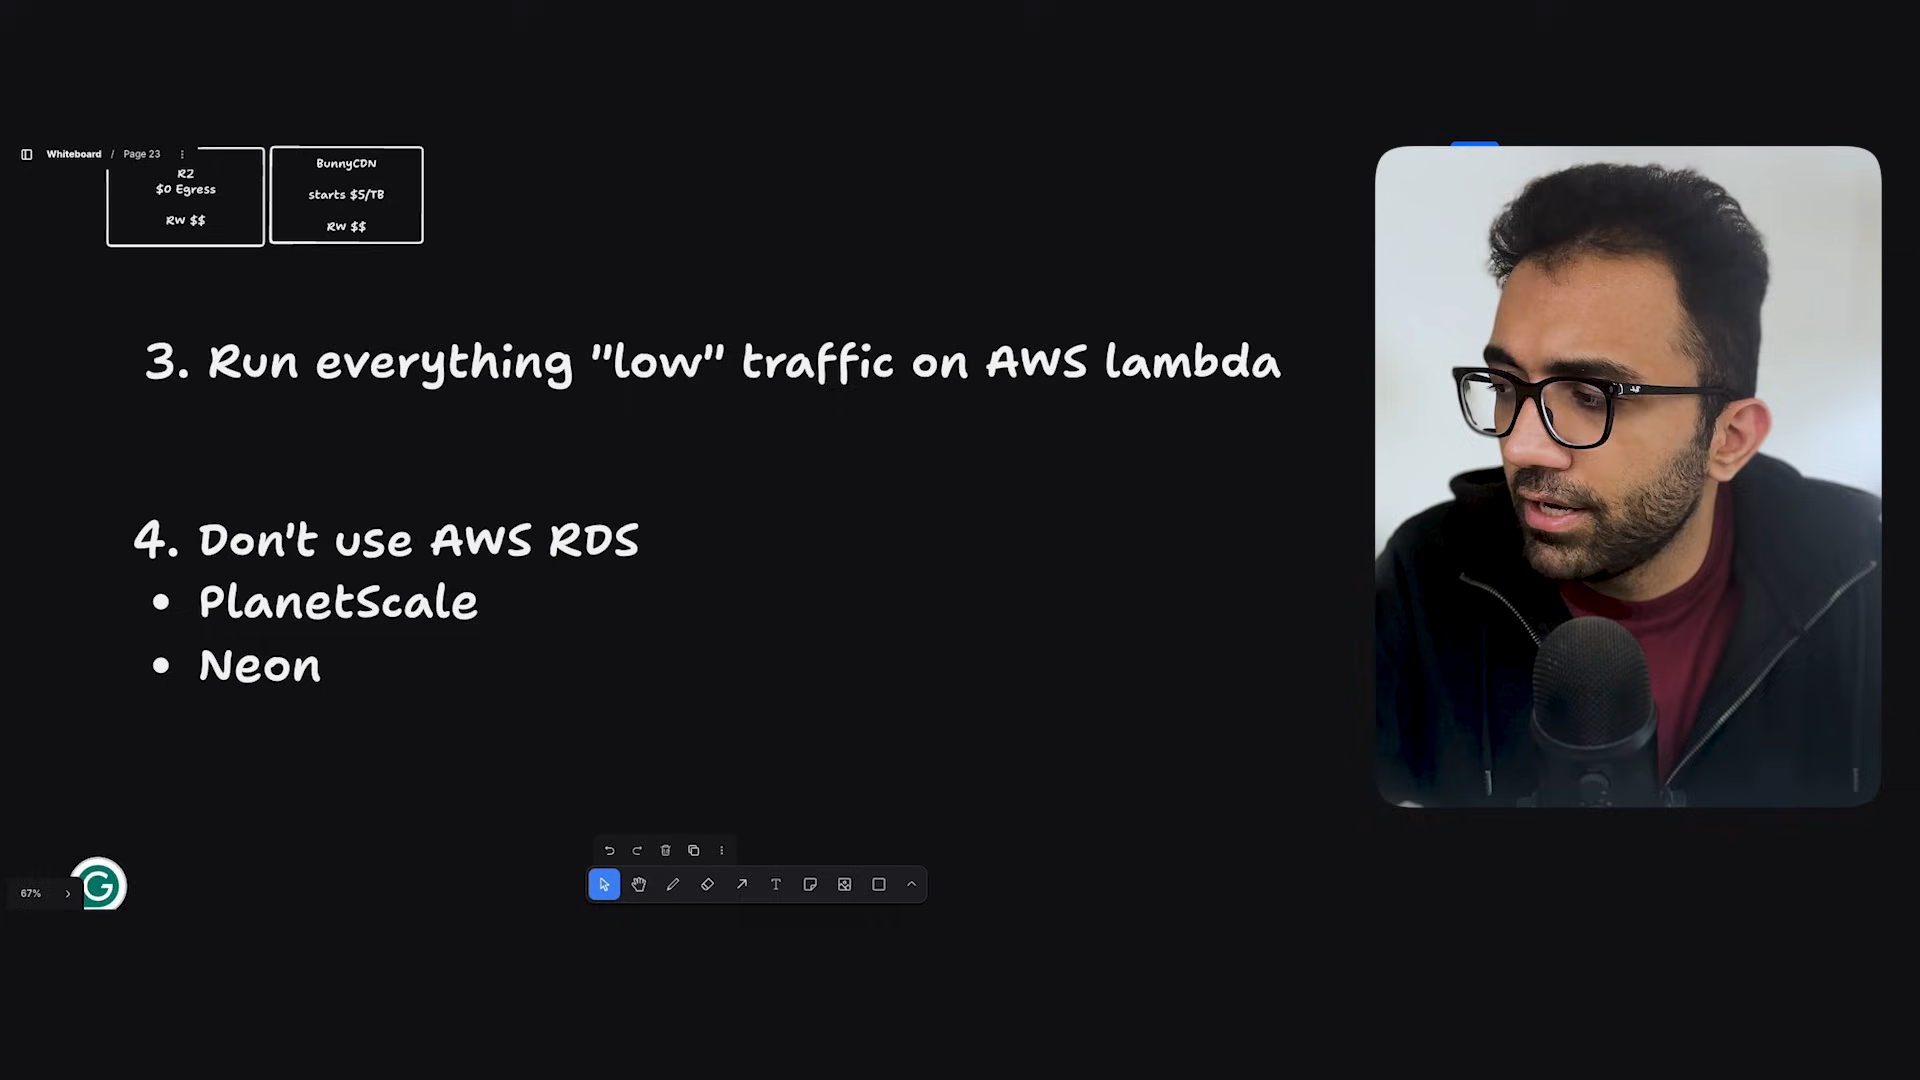 Whiteboard / Page 23
R2
$0 Egress
RW $$
BunnyCDN
starts $5/TB
RW $$
3. Run everything "low" traffic on AWS lambda
4. Don't use AWS RDS
• PlanetScale
• Neon
67%